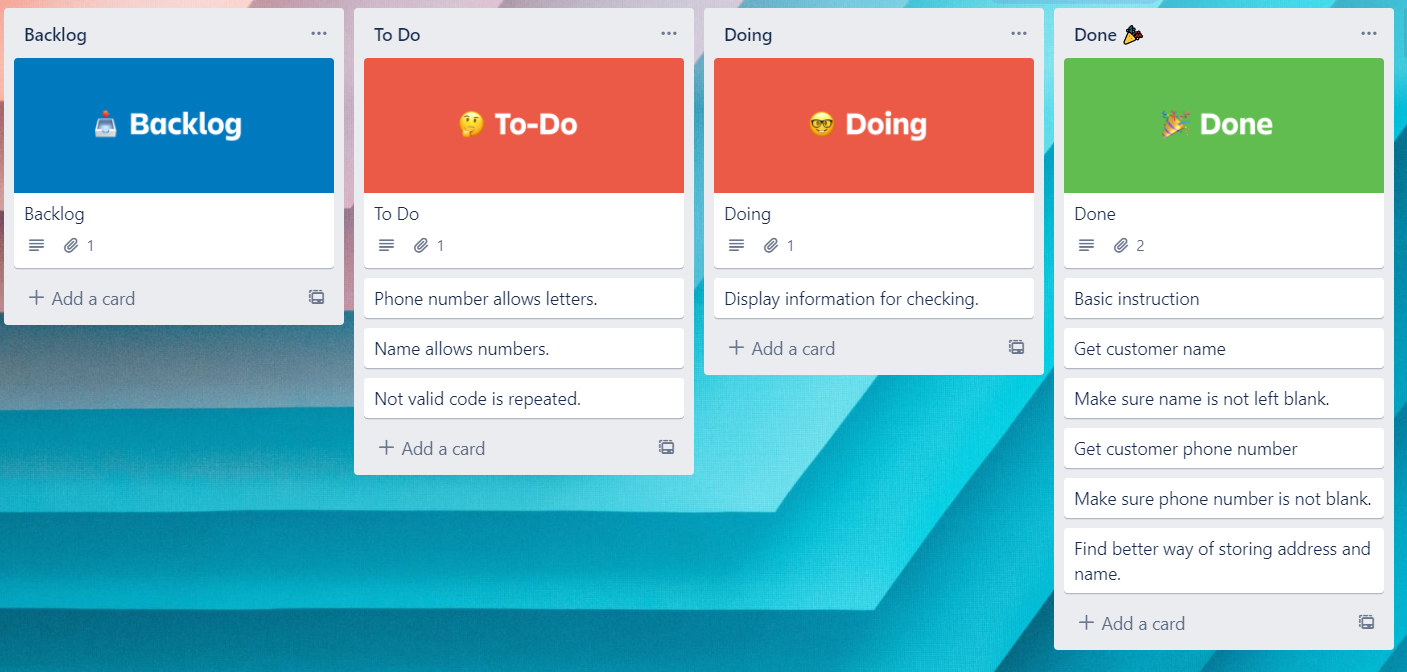 Backlog
Backlog
Backlog
1
Add a card
To Do
To-Do
To Do
1
Phone number allows letters.
Name allows numbers.
Not valid code is repeated.
Add a card
Doing
Doing
Doing
1
Display information for checking.
Add a card
Done
Done
Done
2
Basic instruction
Get customer name
Make sure name is not left blank.
Get customer phone number
Make sure phone number is not blank.
Find better way of storing address and
name.
Add a card